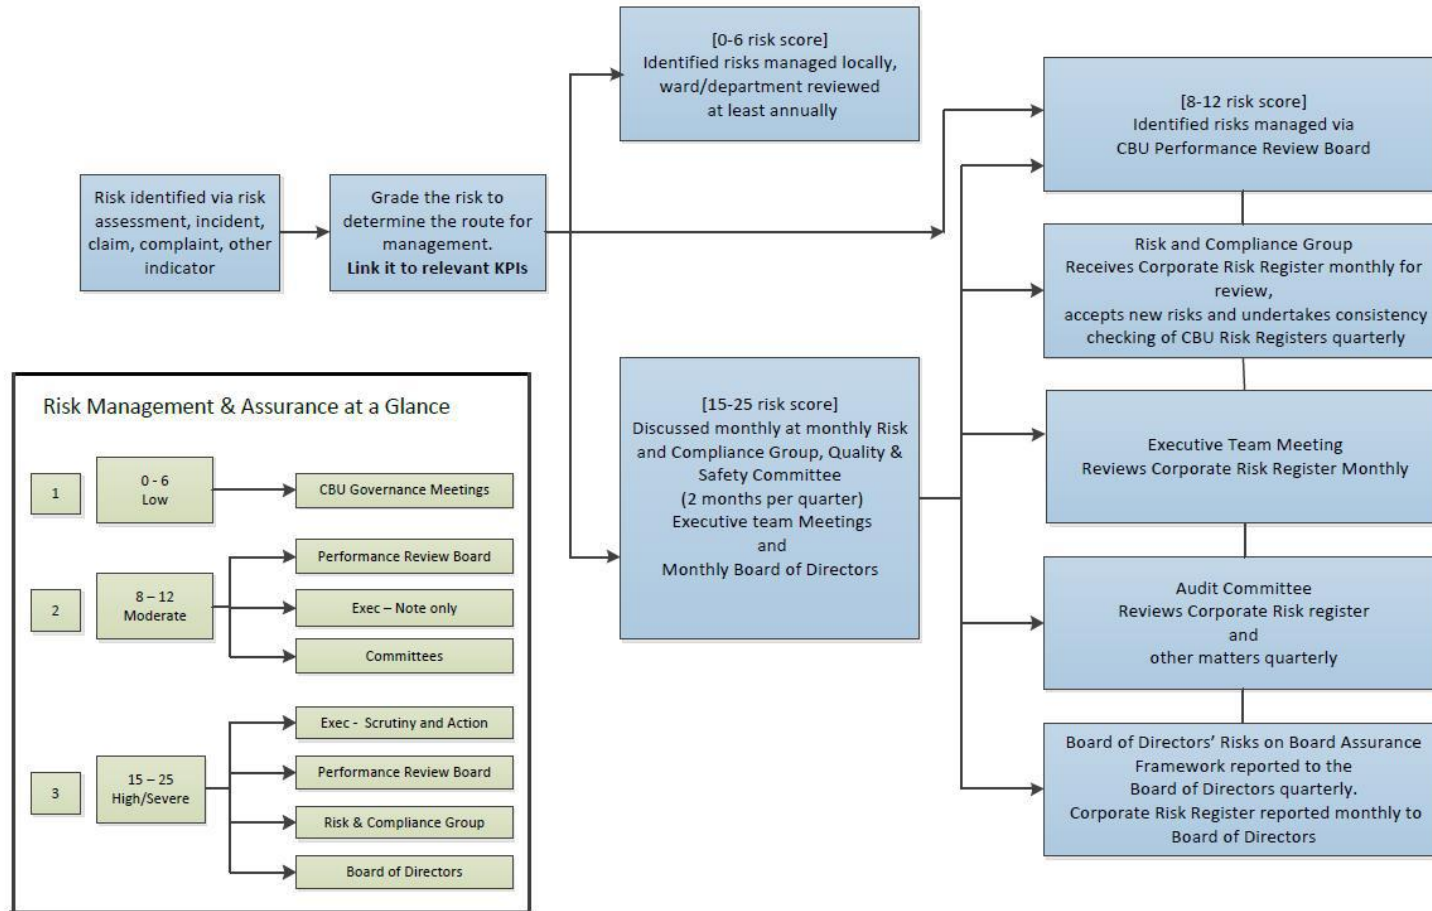 [0-6 risk score]
Identified risks managed locally,
ward/department reviewed
at least annually
[8-12 risk score]
Identified risks managed via
CBU Performance Review Board
Risk identified via risk
assessment, incident,
claim, complaint, other
indicator
Grade the risk to
determine the route for
management.
Link it to relevant KPIs
Risk and Compliance Group
Receives Corporate Risk Register monthly for
review,
accepts new risks and undertakes consistency
checking of CBU Risk Registers quarterly
[15-25 risk score]
Discussed monthly at monthly Risk
and Compliance Group, Quality &
Safety Committee
(2 months per quarter)
Executive team Meetings
and
Monthly Board of Directors
Executive Team Meeting
Reviews Corporate Risk Register Monthly
Audit Committee
Reviews Corporate Risk register
and
other matters quarterly
Board of Directors' Risks on Board Assurance
Framework reported to the
Board of Directors quarterly.
Corporate Risk Register reported monthly to
Board of Directors
Risk Management & Assurance at a Glance
1
0 - 6
Low
CBU Governance Meetings
2
8 – 12
Moderate
Performance Review Board
Exec – Note only
Committees
3
15 – 25
High/Severe
Exec -  Scrutiny and Action
Performance Review Board
Risk & Compliance Group
Board of Directors